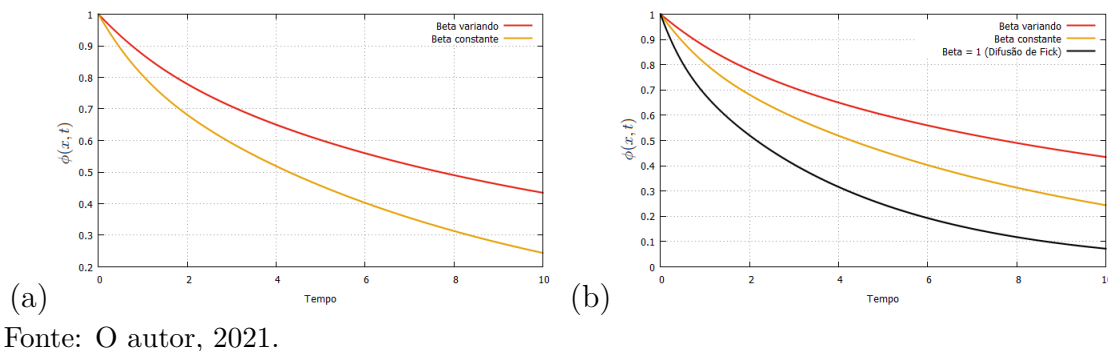 Beta variando
Beta constante
1
0.9
0.8
0.7
0.6
0.5
0.4
0.3
0.2
ϕ(x, t)
0
2
4
6
8
10
Tempo
(a)
Beta variando
Beta constante
Beta = 1 (Difusão de Fick)
1
0.9
0.8
0.7
0.6
0.5
0.4
0.3
0.2
0.1
0
ϕ(x, t)
0
2
4
6
8
10
Tempo
(b)
Fonte: O autor, 2021.